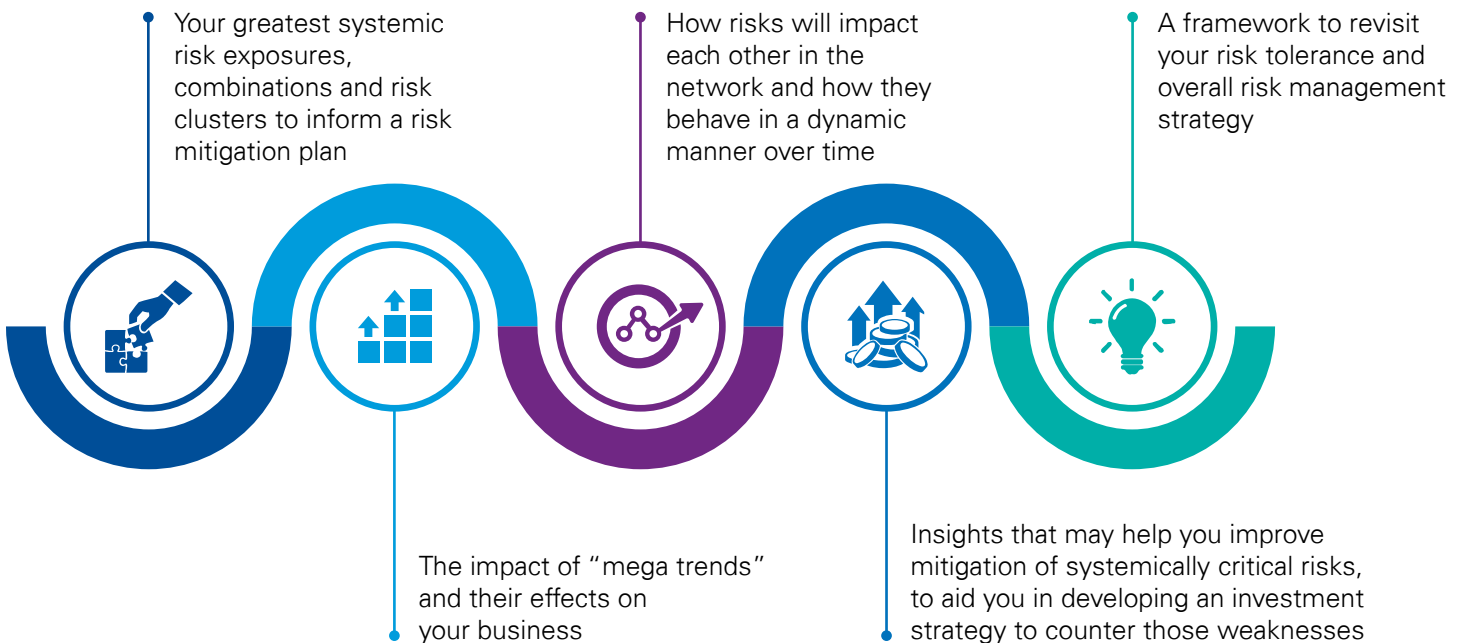 Your greatest systemic
risk exposures,
combinations and risk
clusters to inform a risk
mitigation plan
How risks will impact
each other in the
network and how they
behave in a dynamic
manner over time
A framework to revisit
your risk tolerance and
overall risk management
strategy
The impact of “mega trends”
and their effects on
your business
Insights that may help you improve
mitigation of systemically critical risks,
to aid you in developing an investment
strategy to counter those weaknesses